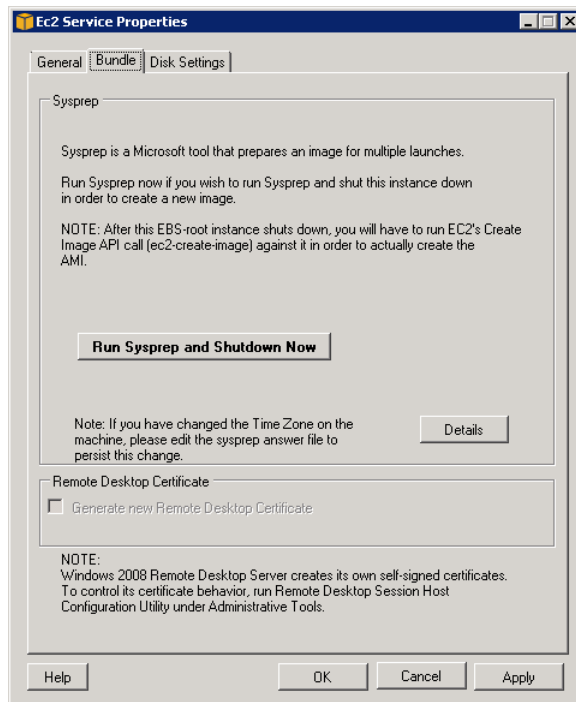 Ec2 Service Properties
General Bundle Disk Settings
Sysprep
Sysprep is a Microsoft tool that prepares an image for multiple launches.
Run Sysprep now if you wish to run Sysprep and shut this instance down
in order to create a new image.
NOTE: After this EBS-root instance shuts down, you will have to run EC2's Create
Image API call (ec2-create-image) against it in order to actually create the
AMI.
Run Sysprep and Shutdown Now
Note: If you have changed the Time Zone on the
machine, please edit the sysprep answer file to
persist this change.
Details
Remote Desktop Certificate
Generate new Remote Desktop Certificate
NOTE:
Windows 2008 Remote Desktop Server creates its own self-signed certificates.
To control its certificate behavior, run Remote Desktop Session Host
Configuration Utility under Administrative Tools.
Help OK Cancel Apply